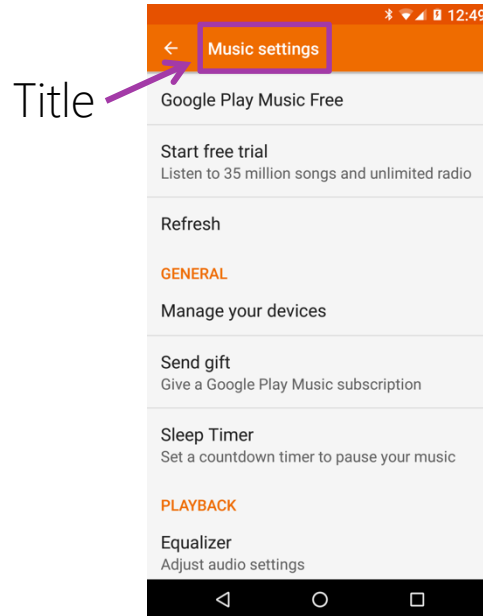 12:49
Music settings
Title
Google Play Music Free
Start free trial
Listen to 35 million songs and unlimited radio
Refresh
GENERAL
Manage your devices
Send gift
Give a Google Play Music subscription
Sleep Timer
Set a countdown timer to pause your music
PLAYBACK
Equalizer
Adjust audio settings